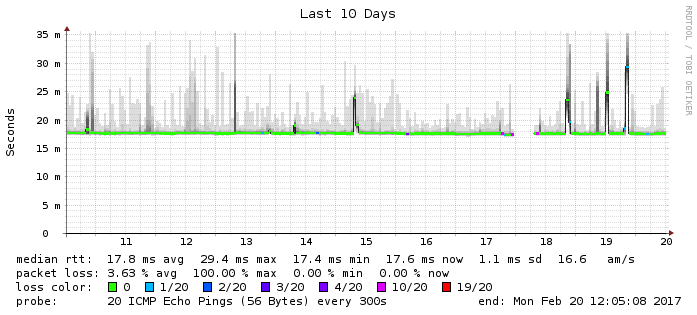 Last 10 Days
RRDTOOL / TOBI OETIKER
Seconds
35 m
30 m
25 m
20 m
15 m
10 m
5 m
0
11 12 13 14 15 16 17 18 19 20
median rtt: 17.8 ms avg 29.4 ms max 17.4 ms min 17.6 ms now 1.1 ms sd 16.6 am/s
packet loss: 3.63 % avg 100.00 % max 0.00 % min 0.00 % now
loss color: 0 1/20 2/20 3/20 4/20 10/20 19/20
probe: 20 ICMP Echo Pings (56 Bytes) every 300s end: Mon Feb 20 12:05:08 2017